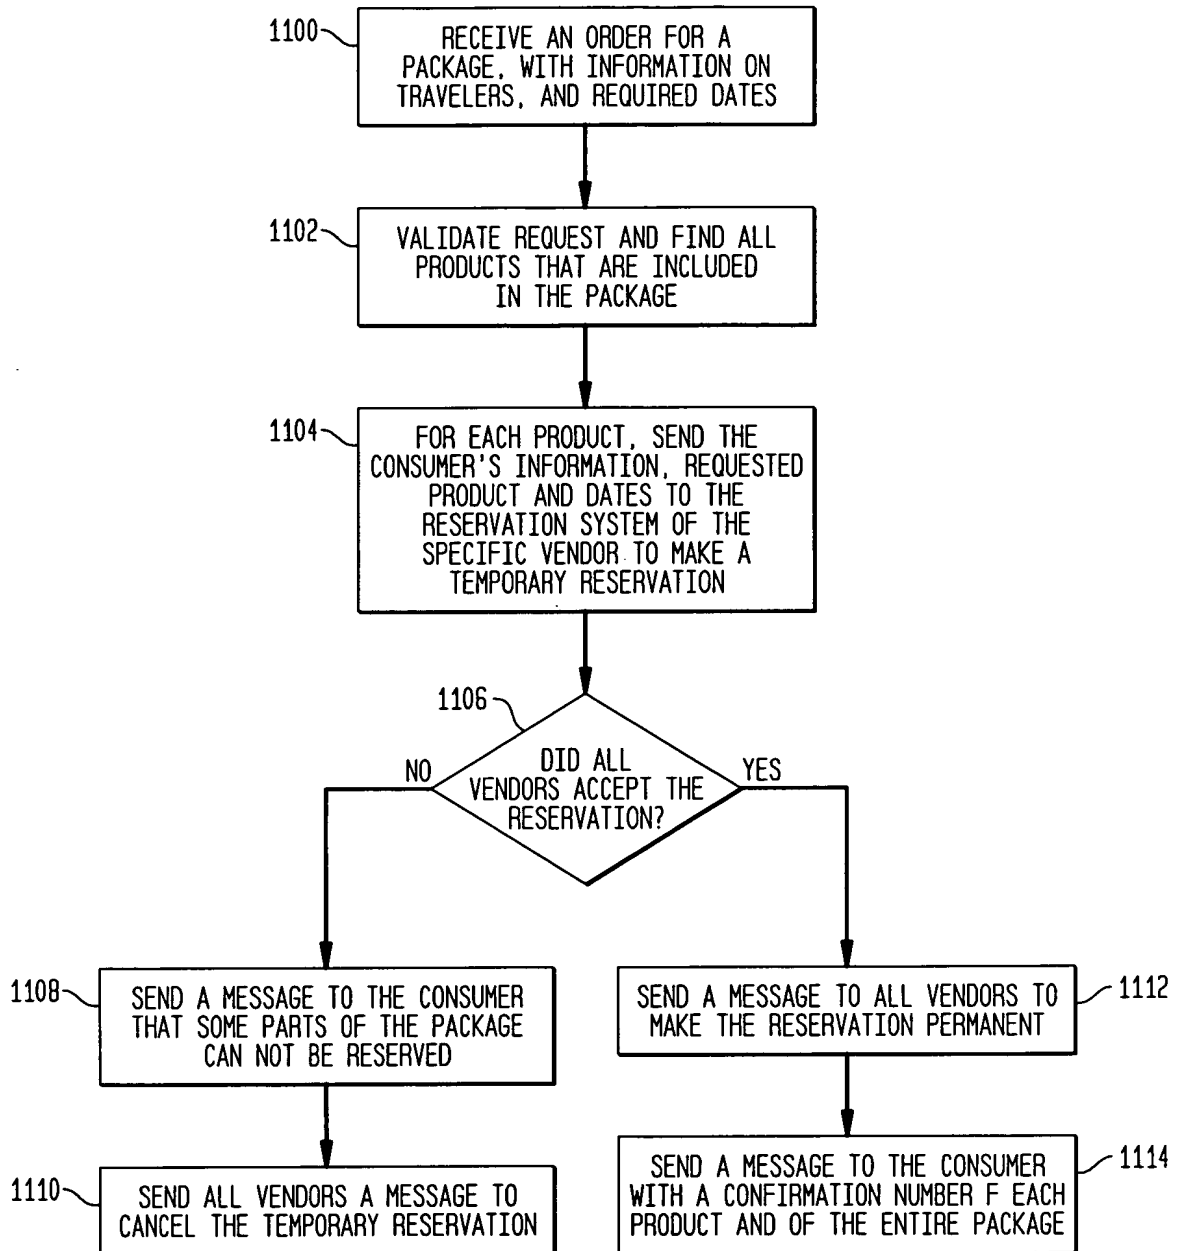 1100
RECEIVE AN ORDER FOR A
PACKAGE, WITH INFORMATION ON
TRAVELERS, AND REQUIRED DATES
1102
VALIDATE REQUEST AND FIND ALL
PRODUCTS THAT ARE INCLUDED
IN THE PACKAGE
1104
FOR EACH PRODUCT, SEND THE
CONSUMER'S INFORMATION, REQUESTED
PRODUCT AND DATES TO THE
RESERVATION SYSTEM OF THE
SPECIFIC VENDOR TO MAKE A
TEMPORARY RESERVATION
1106
DID ALL
VENDORS ACCEPT THE
RESERVATION?
NO
YES
1108
SEND A MESSAGE TO THE CONSUMER
THAT SOME PARTS OF THE PACKAGE
CAN NOT BE RESERVED
1112
SEND A MESSAGE TO ALL VENDORS TO
MAKE THE RESERVATION PERMANENT
1110
SEND ALL VENDORS A MESSAGE TO
CANCEL THE TEMPORARY RESERVATION
1114
SEND A MESSAGE TO THE CONSUMER
WITH A CONFIRMATION NUMBER F EACH
PRODUCT AND OF THE ENTIRE PACKAGE